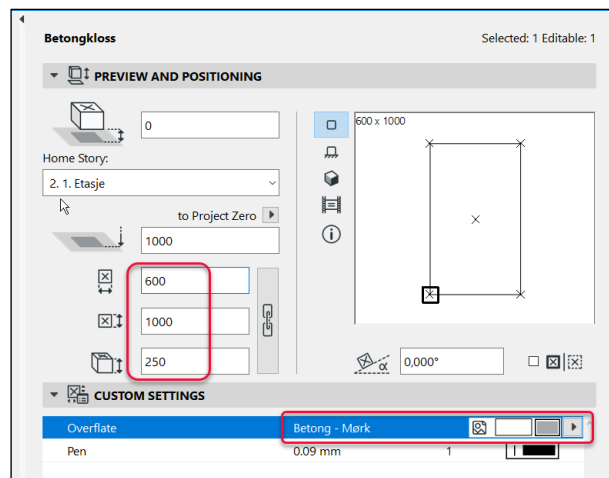 Betongkloss
Selected: 1 Editable: 1
PREVIEW AND POSITIONING
0
Home Story:
2. 1. Etasje
to Project Zero
1000
600
1000
250
600 x 1000
α
0,000°
CUSTOM SETTINGS
Overflate Betong - Mørk
Pen 0.09 mm 1